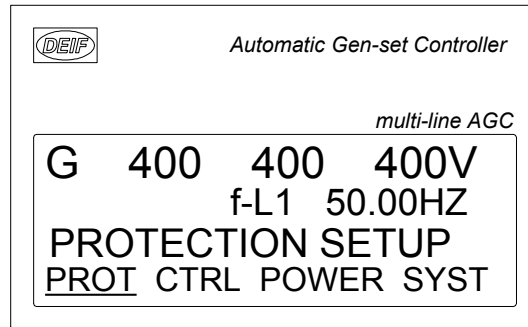 DEIF
Automatic Gen-set Controller
multi-line AGC
G 400 400 400V
f-L1 50.00HZ
PROTECTION SETUP
PROT CTRL POWER SYST